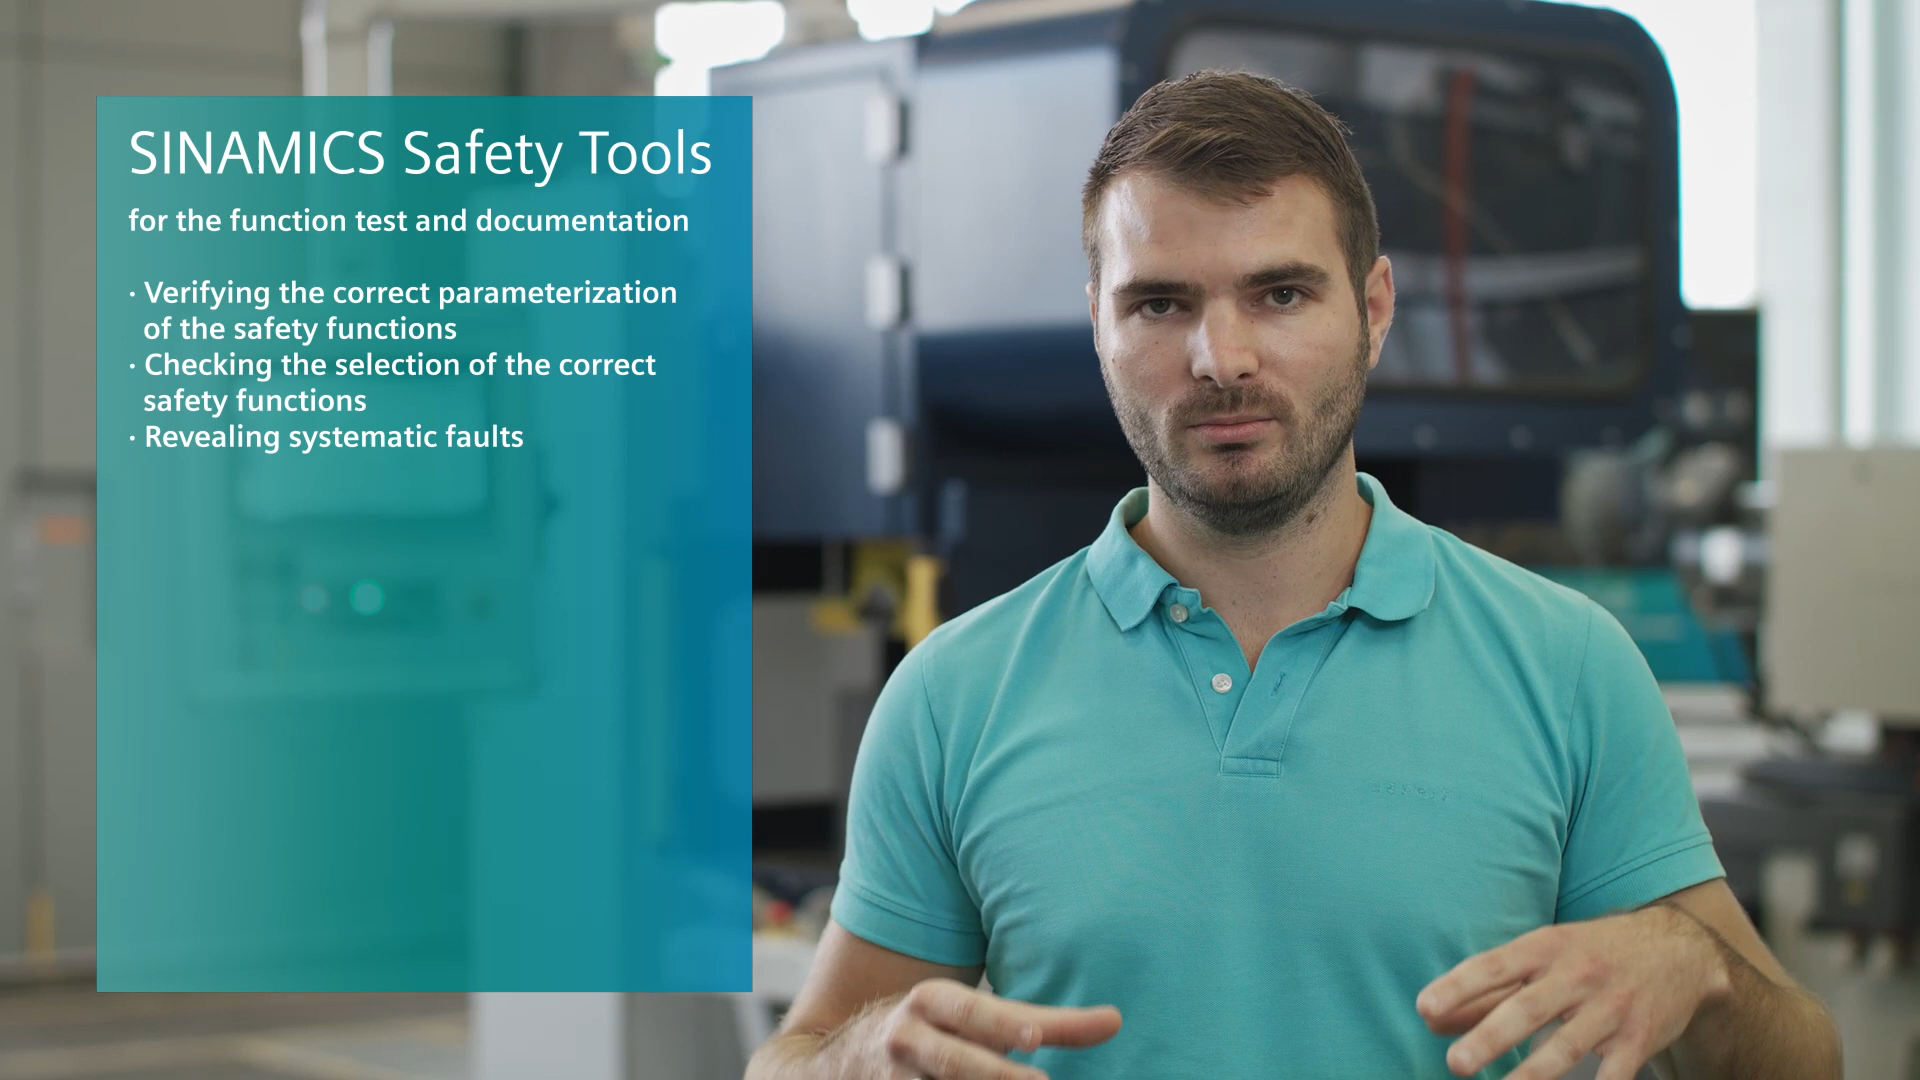 SINAMICS Safety Tools
for the function test and documentation
· Verifying the correct parameterization
of the safety functions
· Checking the selection of the correct
safety functions
· Revealing systematic faults